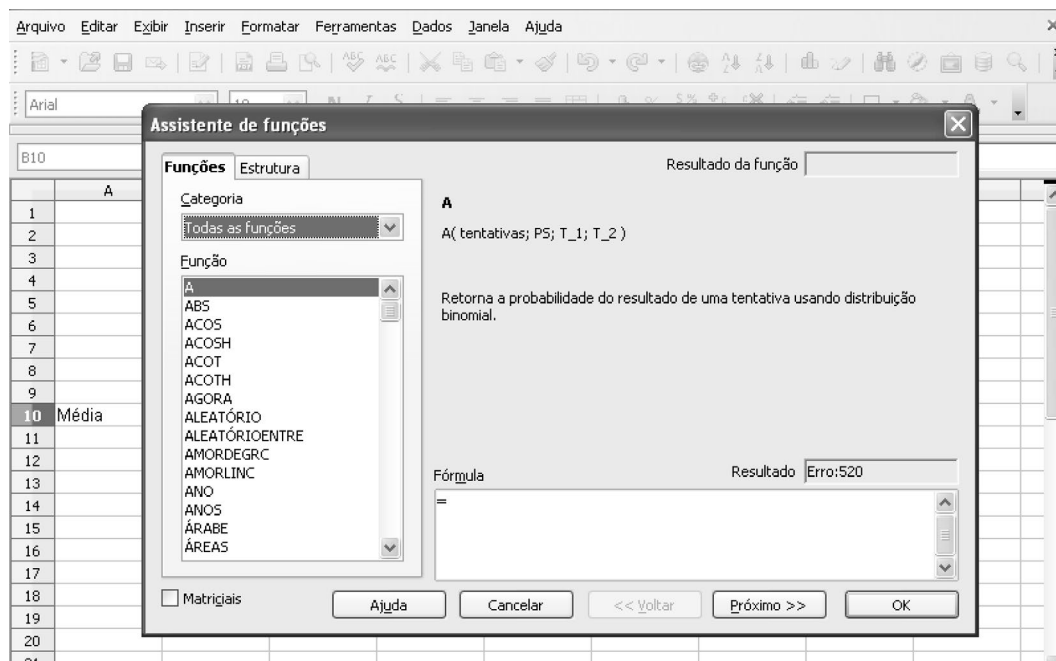 Arquivo Editar Exibir Inserir Formatar Ferramentas Dados Janela Ajuda
Arial
Assistente de funções
B10
Funções Estrutura
Resultado da função
A
Categoria
Todas as funções
A
A( tentativas; PS; T_1; T_2 )
Função
A
ABS
ACOS
ACOSH
ACOT
ACOTH
AGORA
ALEATÓRIO
ALEATÓRIOENTRE
AMORDEGRC
AMORLINC
ANO
ANOS
ÁRABE
ÁREAS
Retorna a probabilidade do resultado de uma tentativa usando distribuição
binomial.
Fórmula
Resultado Erro:520
=
Matriciais
Ajuda Cancelar << Voltar Próximo >> OK
1
2
3
4
5
6
7
8
9
10 Média
11
12
13
14
15
16
17
18
19
20